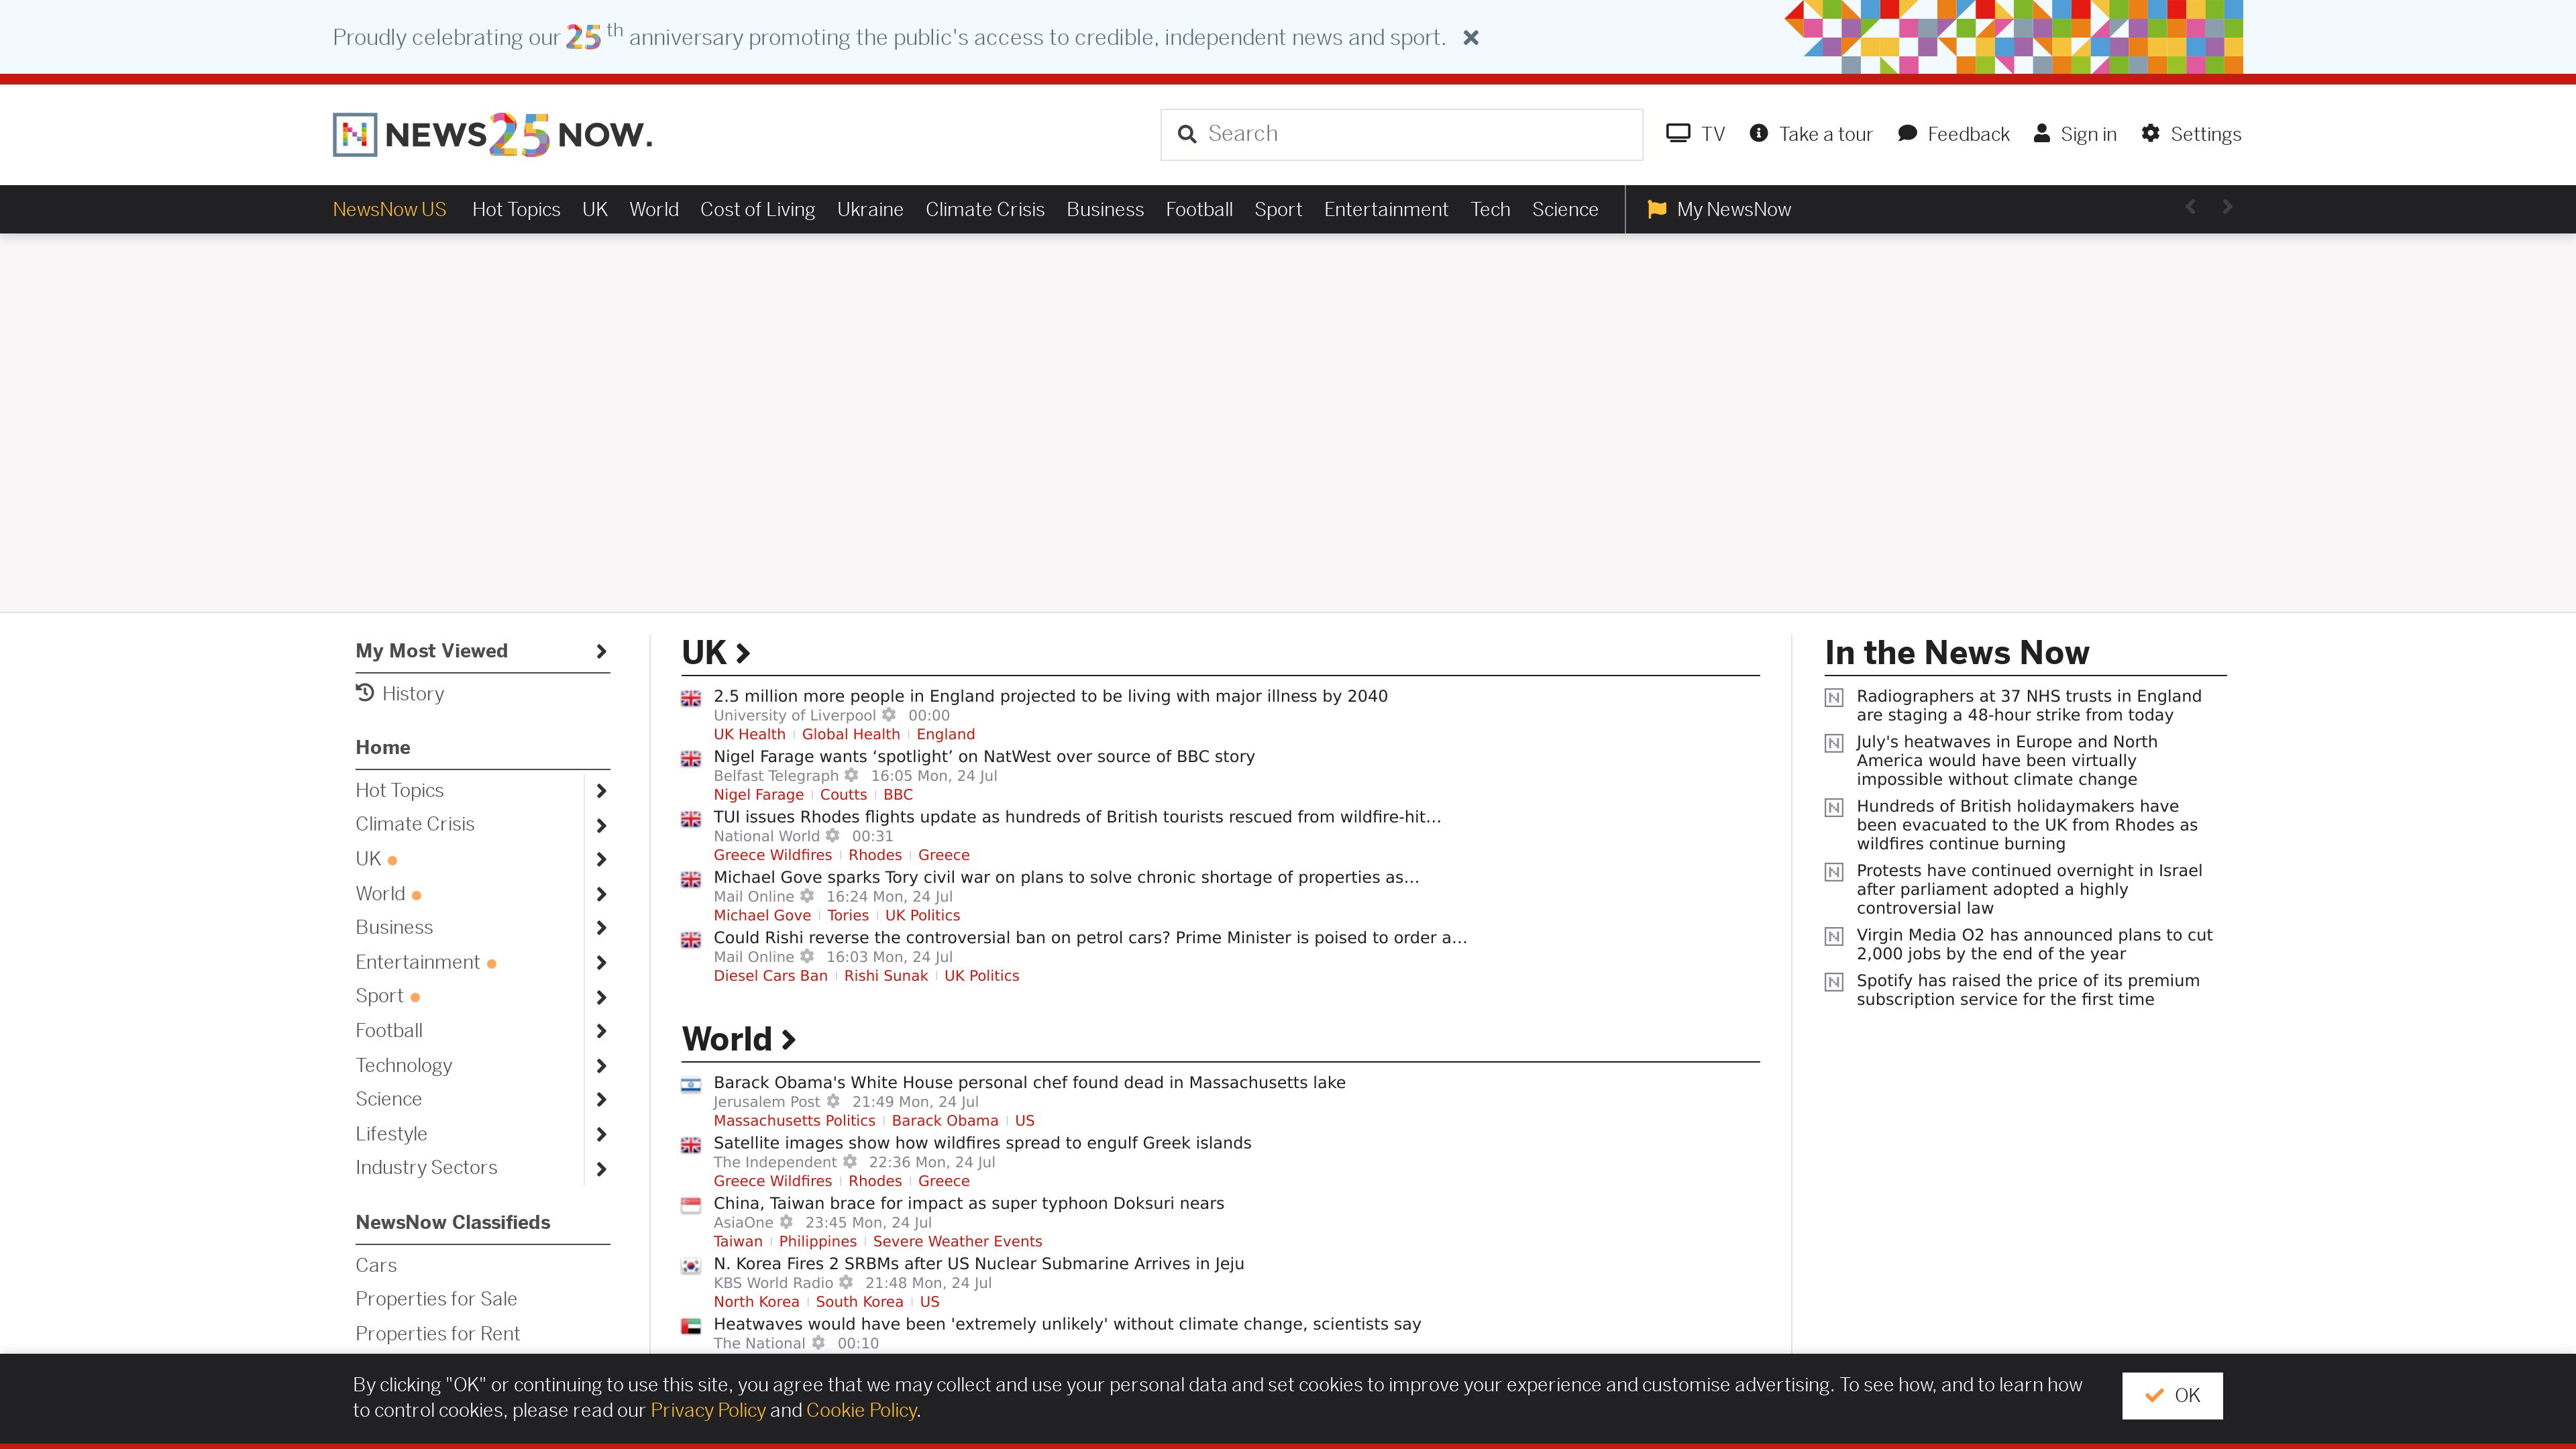 Proudly celebrating our 25 th anniversary promoting the public's access to credible, independent news and sport.
N NEWS 25 NOW.
Search
TV
Take a tour
Feedback
Sign in
Settings
NewsNow US
Hot Topics
UK
World
Cost of Living
Ukraine
Climate Crisis
Business
Football
Sport
Entertainment
Tech
Science
My NewsNow
My Most Viewed
History
Home
Hot Topics
Climate Crisis
UK
World
Business
Entertainment
Sport
Football
Technology
Science
Lifestyle
Industry Sectors
NewsNow Classifieds
Cars
Properties for Sale
Properties for Rent
UK
2.5 million more people in England projected to be living with major illness by 2040
University of Liverpool 00:00
UK Health | Global Health | England
Nigel Farage wants ‘spotlight’ on NatWest over source of BBC story
Belfast Telegraph 16:05 Mon, 24 Jul
Nigel Farage | Coutts | BBC
TUI issues Rhodes flights update as hundreds of British tourists rescued from wildfire-hit…
National World 00:31
Greece Wildfires | Rhodes | Greece
Michael Gove sparks Tory civil war on plans to solve chronic shortage of properties as…
Mail Online 16:24 Mon, 24 Jul
Michael Gove | Tories | UK Politics
Could Rishi reverse the controversial ban on petrol cars? Prime Minister is poised to order a…
Mail Online 16:03 Mon, 24 Jul
Diesel Cars Ban | Rishi Sunak | UK Politics
World
Barack Obama's White House personal chef found dead in Massachusetts lake
Jerusalem Post 21:49 Mon, 24 Jul
Massachusetts Politics | Barack Obama | US
Satellite images show how wildfires spread to engulf Greek islands
The Independent 22:36 Mon, 24 Jul
Greece Wildfires | Rhodes | Greece
China, Taiwan brace for impact as super typhoon Doksuri nears
AsiaOne 23:45 Mon, 24 Jul
Taiwan | Philippines | Severe Weather Events
N. Korea Fires 2 SRBMs after US Nuclear Submarine Arrives in Jeju
KBS World Radio 21:48 Mon, 24 Jul
North Korea | South Korea | US
Heatwaves would have been 'extremely unlikely' without climate change, scientists say
The National 00:10
In the News Now
Radiographers at 37 NHS trusts in England
are staging a 48-hour strike from today
July's heatwaves in Europe and North
America would have been virtually
impossible without climate change
Hundreds of British holidaymakers have
been evacuated to the UK from Rhodes as
wildfires continue burning
Protests have continued overnight in Israel
after parliament adopted a highly
controversial law
Virgin Media O2 has announced plans to cut
2,000 jobs by the end of the year
Spotify has raised the price of its premium
subscription service for the first time
By clicking "OK" or continuing to use this site, you agree that we may collect and use your personal data and set cookies to improve your experience and customise advertising. To see how, and to learn how
to control cookies, please read our Privacy Policy and Cookie Policy.
OK